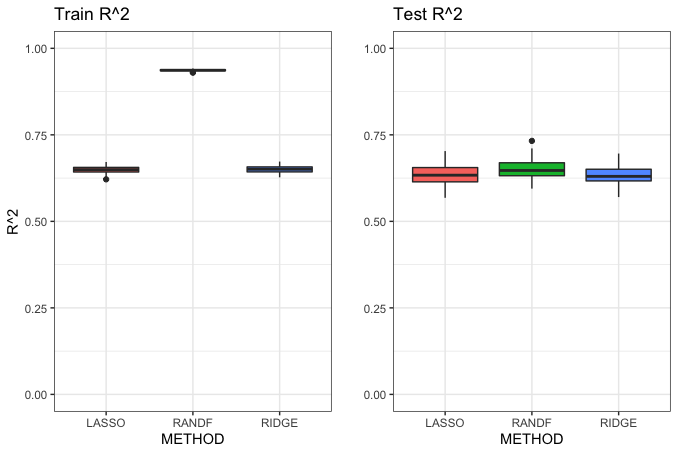 Train R^2
1.00
0.75
0.50
0.25
0.00
R^2
LASSO RANDF RIDGE
METHOD
Test R^2
1.00
0.75
0.50
0.25
0.00
LASSO RANDF RIDGE
METHOD